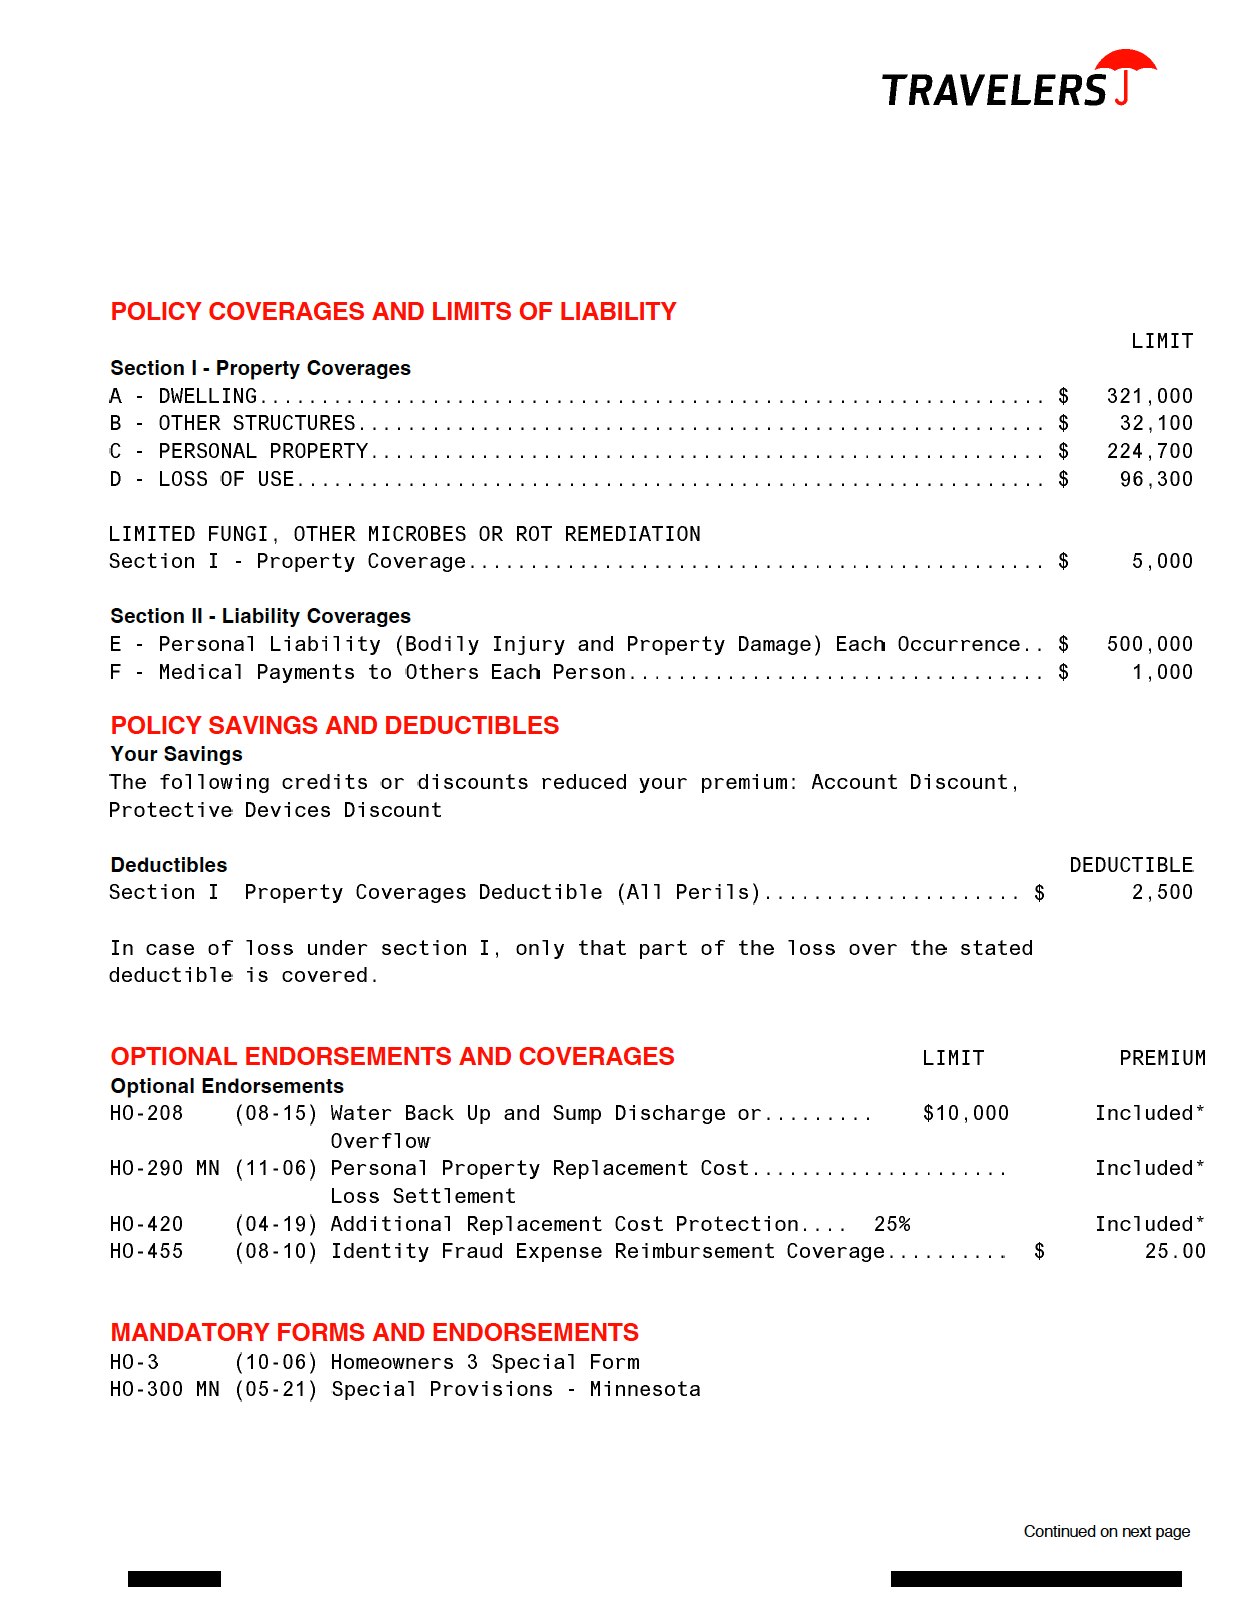 TRAVELERS
POLICY COVERAGES AND LIMITS OF LIABILITY
LIMIT
Section I - Property Coverages
A - DWELLING................................................................ $ 321,000
B - OTHER STRUCTURES........................................................ $ 32,100
C - PERSONAL PROPERTY....................................................... $ 224,700
D - LOSS OF USE............................................................. $ 96,300
LIMITED FUNGI, OTHER MICROBES OR ROT REMEDIATION
Section I - Property Coverage............................................... $ 5,000
Section II - Liability Coverages
E - Personal Liability (Bodily Injury and Property Damage) Each Occurrence.. $ 500,000
F - Medical Payments to Others Each Person.................................. $ 1,000
POLICY SAVINGS AND DEDUCTIBLES
Your Savings
The following credits or discounts reduced your premium: Account Discount,
Protective Devices Discount
Deductibles DEDUCTIBLE
Section I Property Coverages Deductible (All Perils)..................... $ 2,500
In case of loss under section I, only that part of the loss over the stated
deductible is covered.
OPTIONAL ENDORSEMENTS AND COVERAGES LIMIT PREMIUM
Optional Endorsements
HO-208 (08-15) Water Back Up and Sump Discharge or......... $10,000 Included*
Overflow
HO-290 MN (11-06) Personal Property Replacement Cost..................... Included*
Loss Settlement
HO-420 (04-19) Additional Replacement Cost Protection.... 25% Included*
HO-455 (08-10) Identity Fraud Expense Reimbursement Coverage.......... $ 25.00
MANDATORY FORMS AND ENDORSEMENTS
HO-3 (10-06) Homeowners 3 Special Form
HO-300 MN (05-21) Special Provisions - Minnesota
Continued on next page